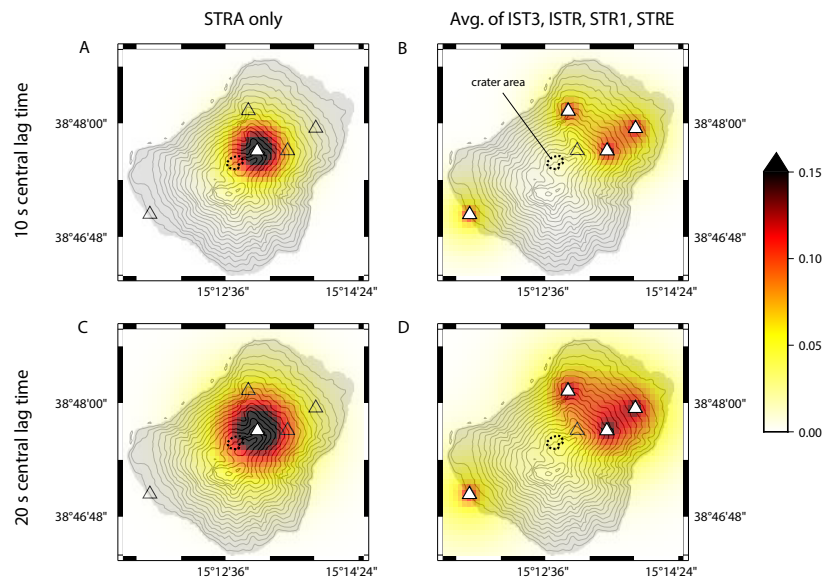 STRA only
Avg. of IST3, ISTR, STR1, STRE
A
B
10 s central lag time
crater area
38°48'00"
38°46'48"
15°12'36"
15°14'24"
38°48'00"
38°46'48"
15°12'36"
15°14'24"
0.15
0.10
0.05
0.00
C
D
20 s central lag time
38°48'00"
38°46'48"
15°12'36"
15°14'24"
38°48'00"
38°46'48"
15°12'36"
15°14'24"